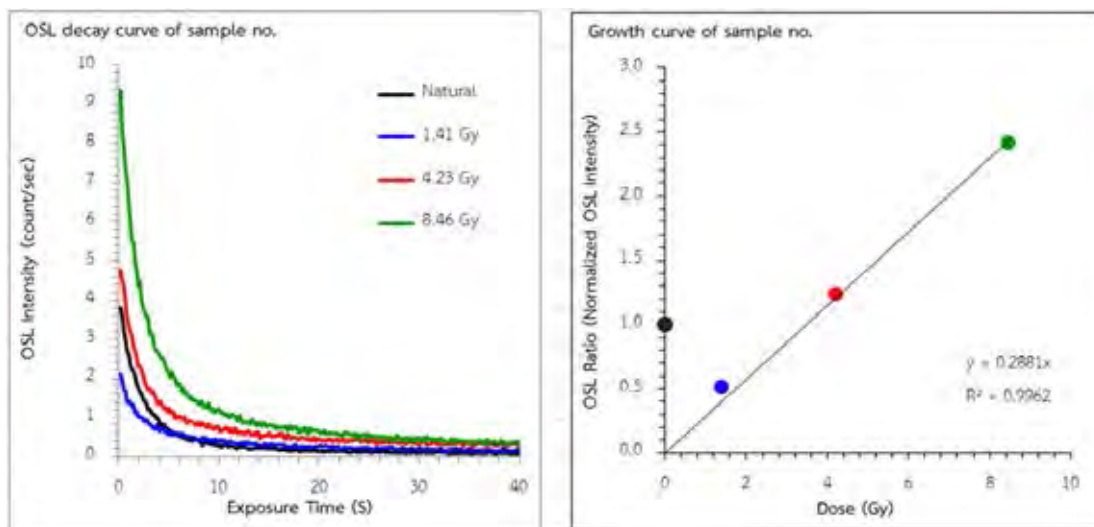 OSL decay curve of sample no.
10
9
8
7
6
5
4
3
2
1
0
OSL Intensity (count/sec)
Natural
1.41 Gy
4.23 Gy
8.46 Gy
0 10 20 30 40
Exposure Time (S)
Growth curve of sample no.
3.0
2.5
2.0
1.5
1.0
0.5
0.0
OSL Ratio (Normalized OSL Intensity)
y = 0.2881x
R² = 0.9962
0 2 4 6 8 10
Dose (Gy)